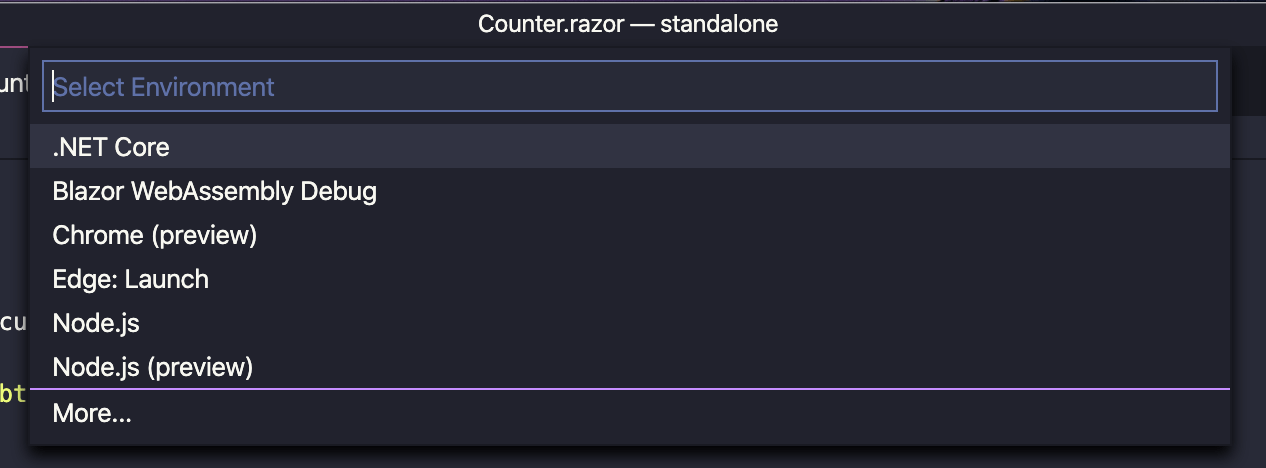 Counter.razor — standalone
unt
Select Environment
.NET Core
Blazor WebAssembly Debug
Chrome (preview)
Edge: Launch
cu
Node.js
Node.js (preview)
bt
More...